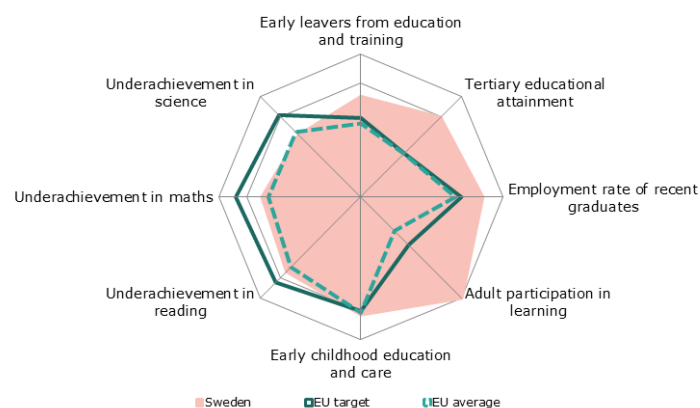 Early leavers from education
and training
Underachievement in
science
Tertiary educational
attainment
Underachievement in maths
Employment rate of recent
graduates
Underachievement in
reading
Adult participation in
learning
Early childhood education
and care
Sweden
EU target
EU average